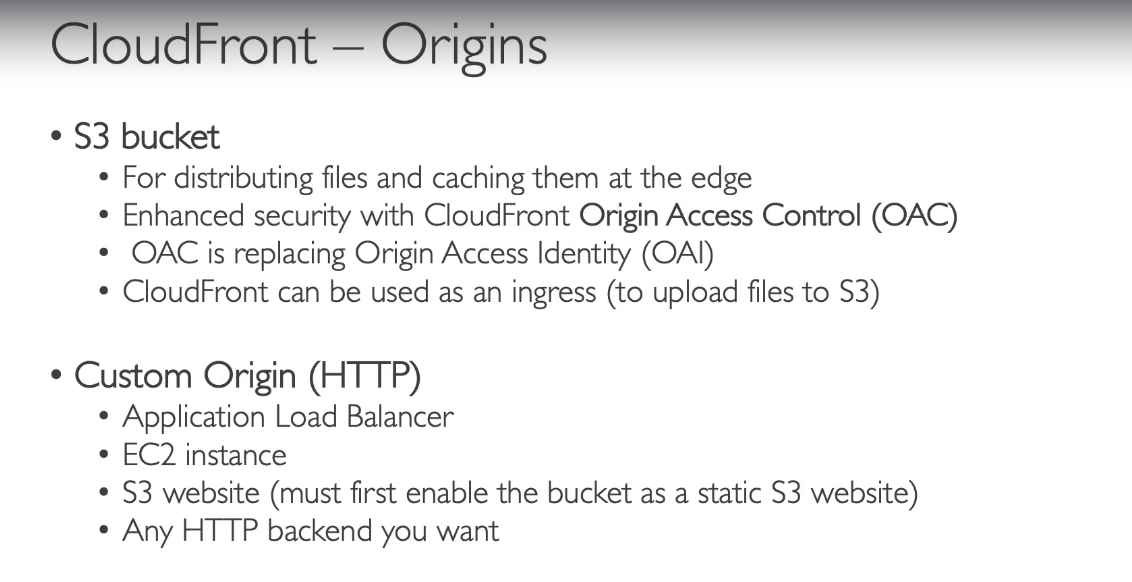 CloudFront – Origins
• S3 bucket
• For distributing files and caching them at the edge
• Enhanced security with CloudFront Origin Access Control (OAC)
• OAC is replacing Origin Access Identity (OAI)
• CloudFront can be used as an ingress (to upload files to S3)
• Custom Origin (HTTP)
• Application Load Balancer
• EC2 instance
• S3 website (must first enable the bucket as a static S3 website)
• Any HTTP backend you want